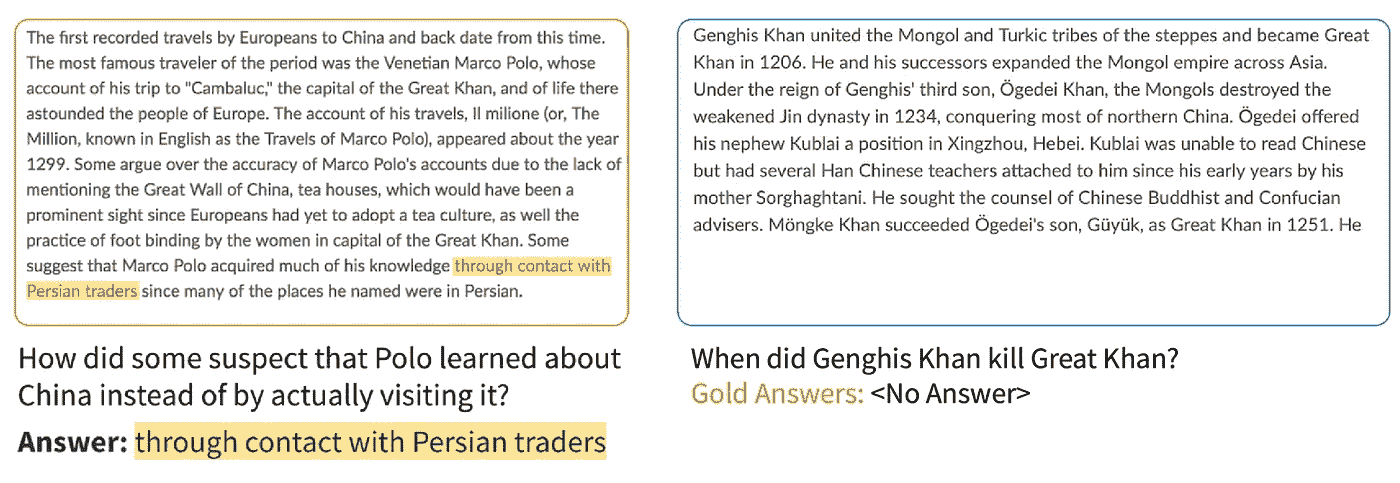 The first recorded travels by Europeans to China and back date from this time.
The most famous traveler of the period was the Venetian Marco Polo, whose
account of his trip to "Cambaluc," the capital of the Great Khan, and of life there
astounded the people of Europe. The account of his travels, Il milione (or, The
Million, known in English as the Travels of Marco Polo), appeared about the year
1299. Some argue over the accuracy of Marco Polo's accounts due to the lack of
mentioning the Great Wall of China, tea houses, which would have been a
prominent sight since Europeans had yet to adopt a tea culture, as well the
practice of foot binding by the women in capital of the Great Khan. Some
suggest that Marco Polo acquired much of his knowledge through contact with
Persian traders since many of the places he named were in Persian.
How did some suspect that Polo learned about
China instead of by actually visiting it?
Answer: through contact with Persian traders
Genghis Khan united the Mongol and Turkic tribes of the steppes and became Great
Khan in 1206. He and his successors expanded the Mongol empire across Asia.
Under the reign of Genghis' third son, Ögedei Khan, the Mongols destroyed the
weakened Jin dynasty in 1234, conquering most of northern China. Ögedei offered
his nephew Kublai a position in Xingzhou, Hebei. Kublai was unable to read Chinese
but had several Han Chinese teachers attached to him since his early years by his
mother Sorghaghtani. He sought the counsel of Chinese Buddhist and Confucian
advisers. Möngke Khan succeeded Ögedei's son, Güyük, as Great Khan in 1251. He
When did Genghis Khan kill Great Khan?
Gold Answers: <No Answer>